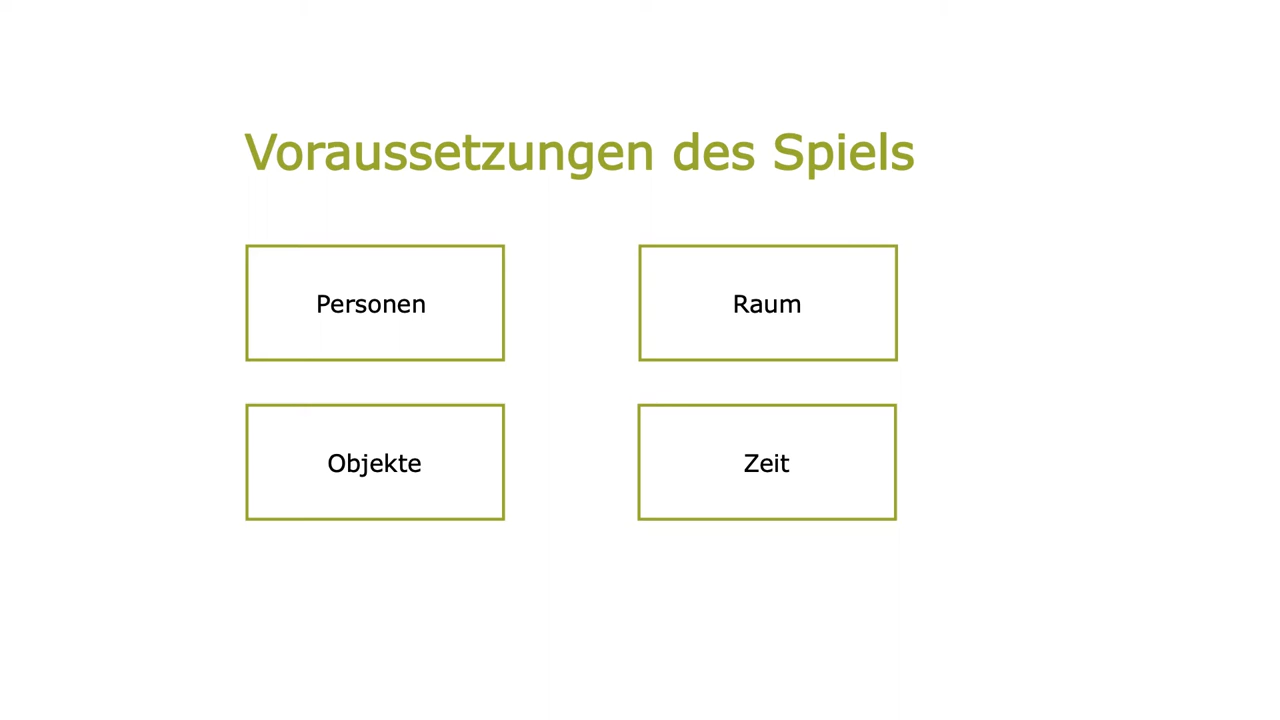 Voraussetzungen des Spiels
Personen
Raum
Objekte
Zeit